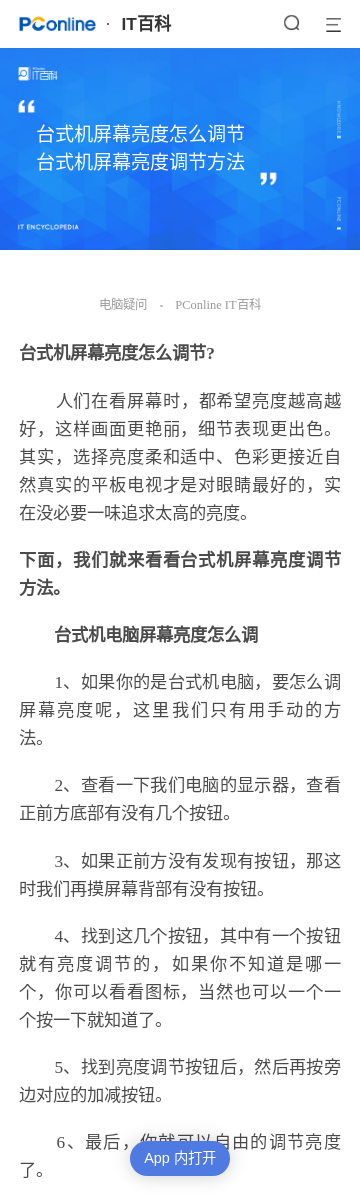 PConline · IT百科
IT百科
台式机屏幕亮度怎么调节
台式机屏幕亮度调节方法
IT ENCYCLOPEDIA
PCONLINE
电脑疑问 - PConline IT百科
台式机屏幕亮度怎么调节?
人们在看屏幕时，都希望亮度越高越
好，这样画面更艳丽，细节表现更出色。
其实，选择亮度柔和适中、色彩更接近自
然真实的平板电视才是对眼睛最好的，实
在没必要一味追求太高的亮度。
下面，我们就来看看台式机屏幕亮度调节
方法。
台式机电脑屏幕亮度怎么调
1、如果你的是台式机电脑，要怎么调
屏幕亮度呢，这里我们只有用手动的方
法。
2、查看一下我们电脑的显示器，查看
正前方底部有没有几个按钮。
3、如果正前方没有发现有按钮，那这
时我们再摸屏幕背部有没有按钮。
4、找到这几个按钮，其中有一个按钮
就有亮度调节的，如果你不知道是哪一
个，你可以看看图标，当然也可以一个一
个按一下就知道了。
5、找到亮度调节按钮后，然后再按旁
边对应的加减按钮。
6、最后，你就可以自由的调节亮度
了。
App 内打开